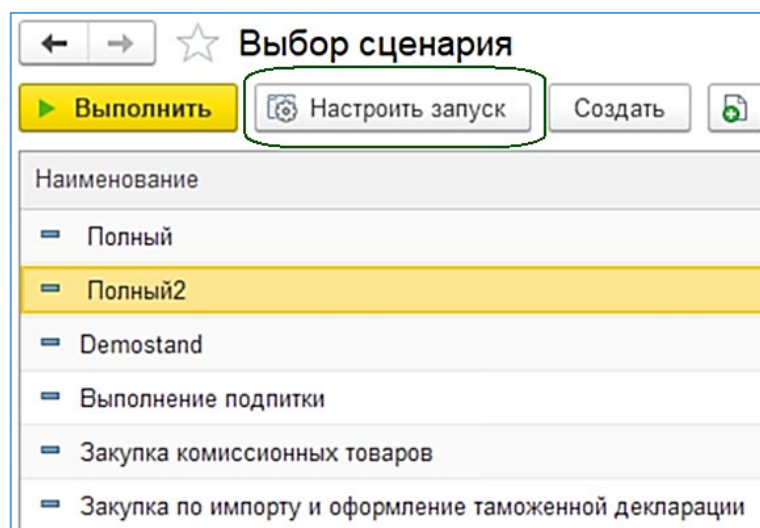 Выбор сценария
Выполнить Настроить запуск Создать
Наименование
Полный
Полный2
Demostand
Выполнение подпитки
Закупка комиссионных товаров
Закупка по импорту и оформление таможенной декларации